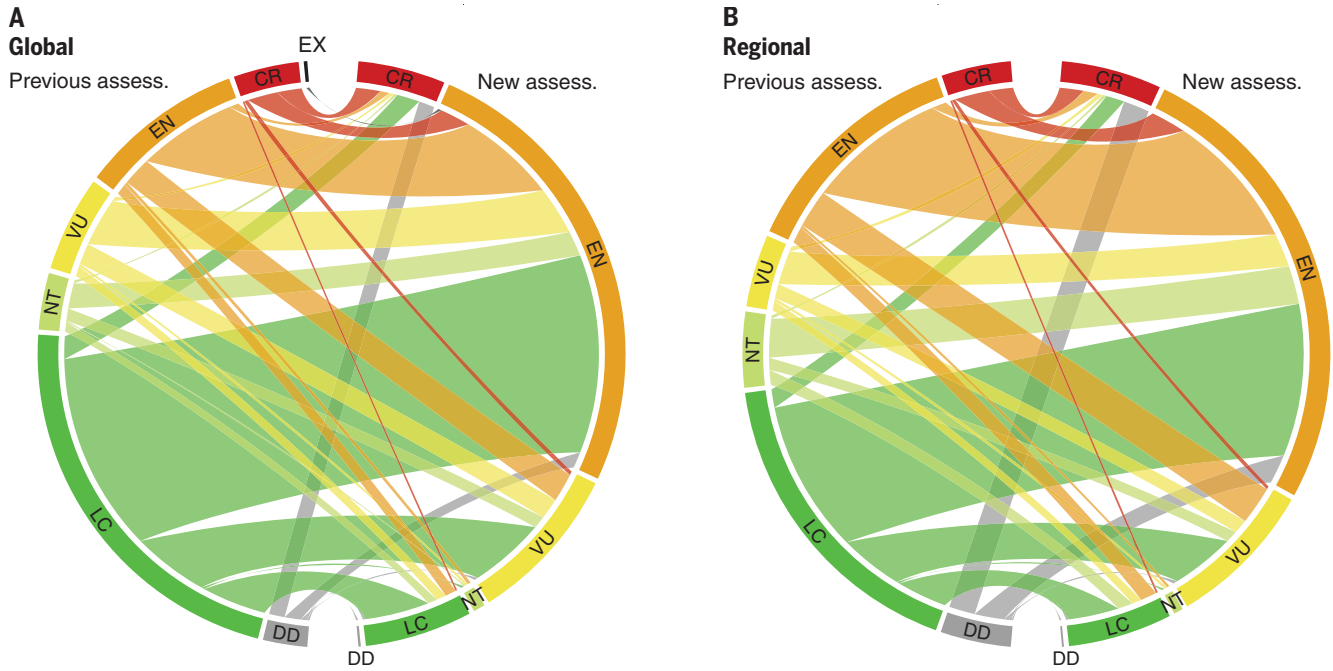 A
Global
Previous assess.
EX
New assess.
CR
CR
EN
EN
VU
NT
LC
DD
DD
LC
NT
VU
B
Regional
Previous assess.
New assess.
CR
CR
EN
EN
VU
NT
LC
DD
DD
LC
NT
VU